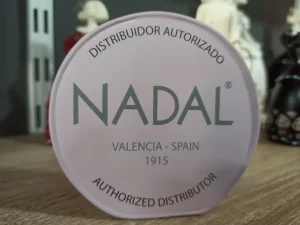 DISTRIBUIDOR AUTORIZADO
NADAL®
VALENCIA - SPAIN
1915
AUTHORIZED DISTRIBUTOR